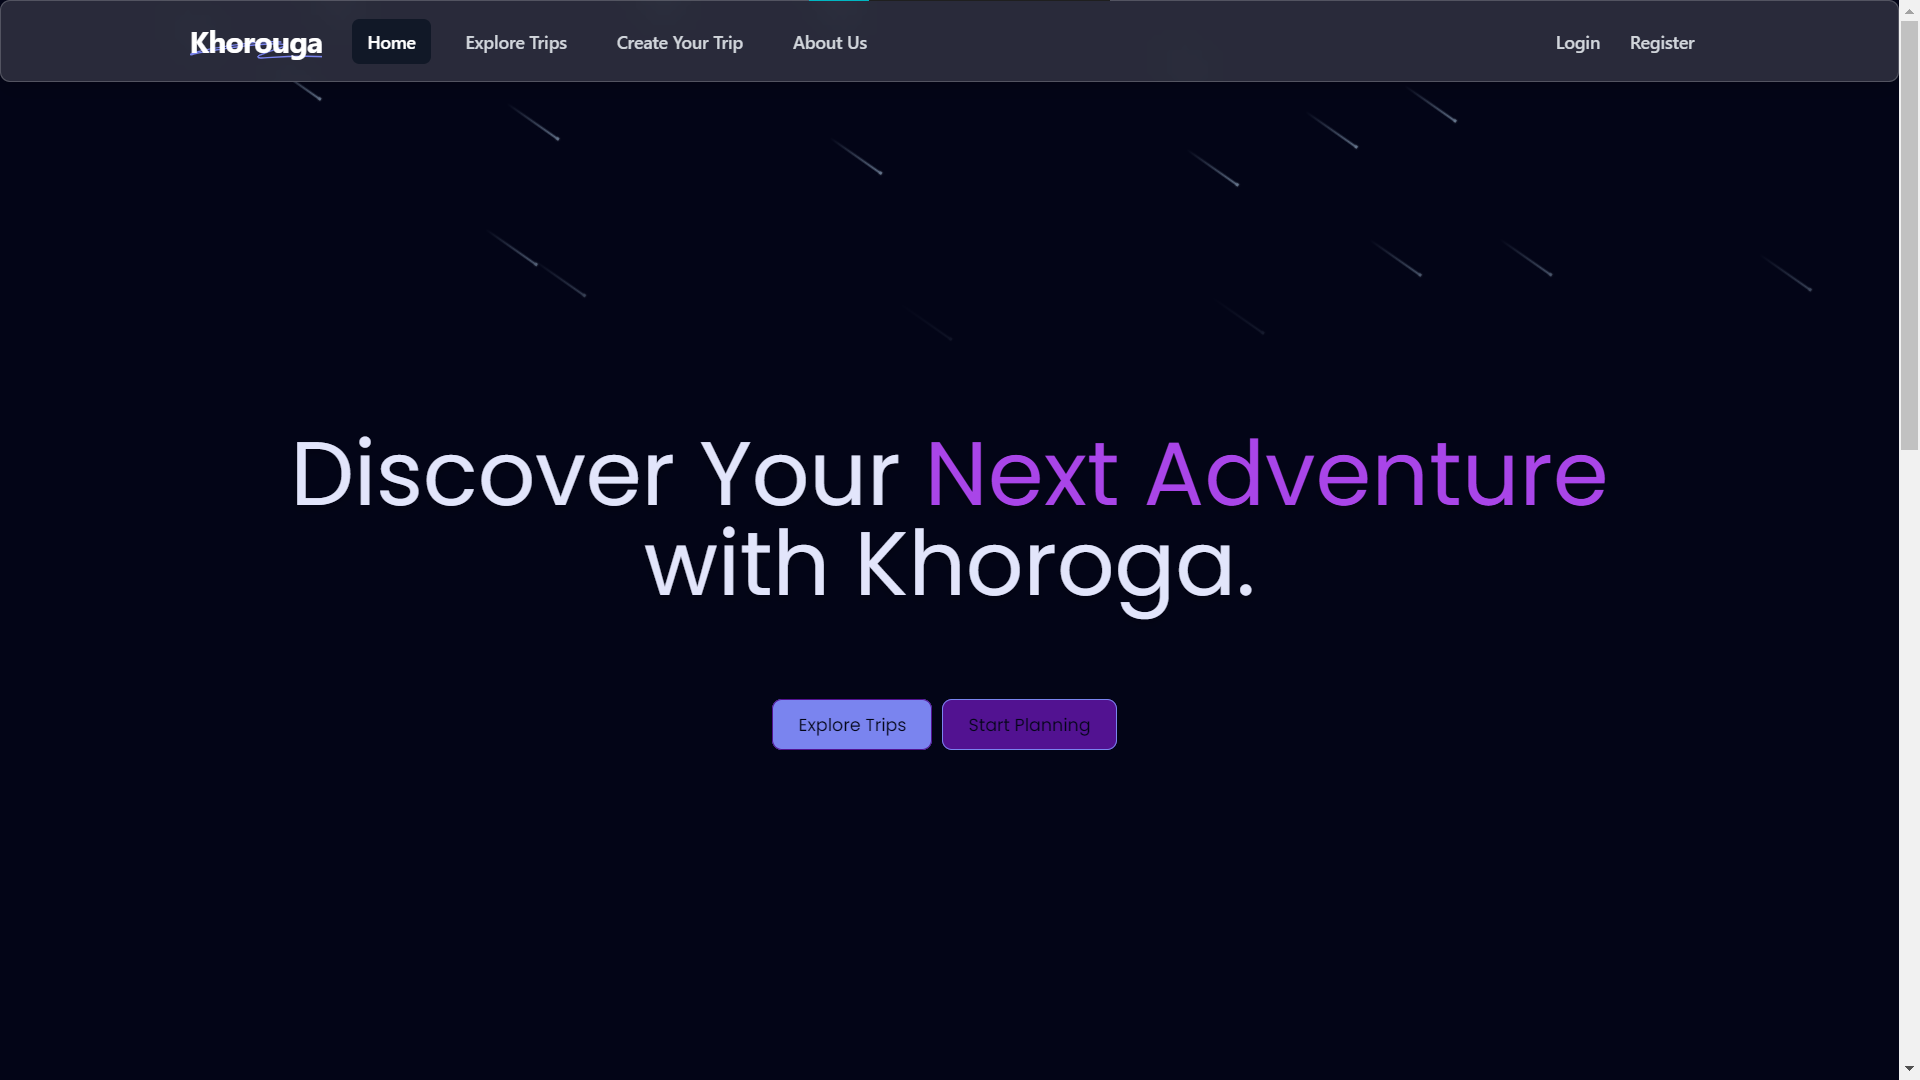 Khorouga
Home
Explore Trips
Create Your Trip
About Us
Login
Register
Discover Your Next Adventure
with Khoroga.
Explore Trips
Start Planning